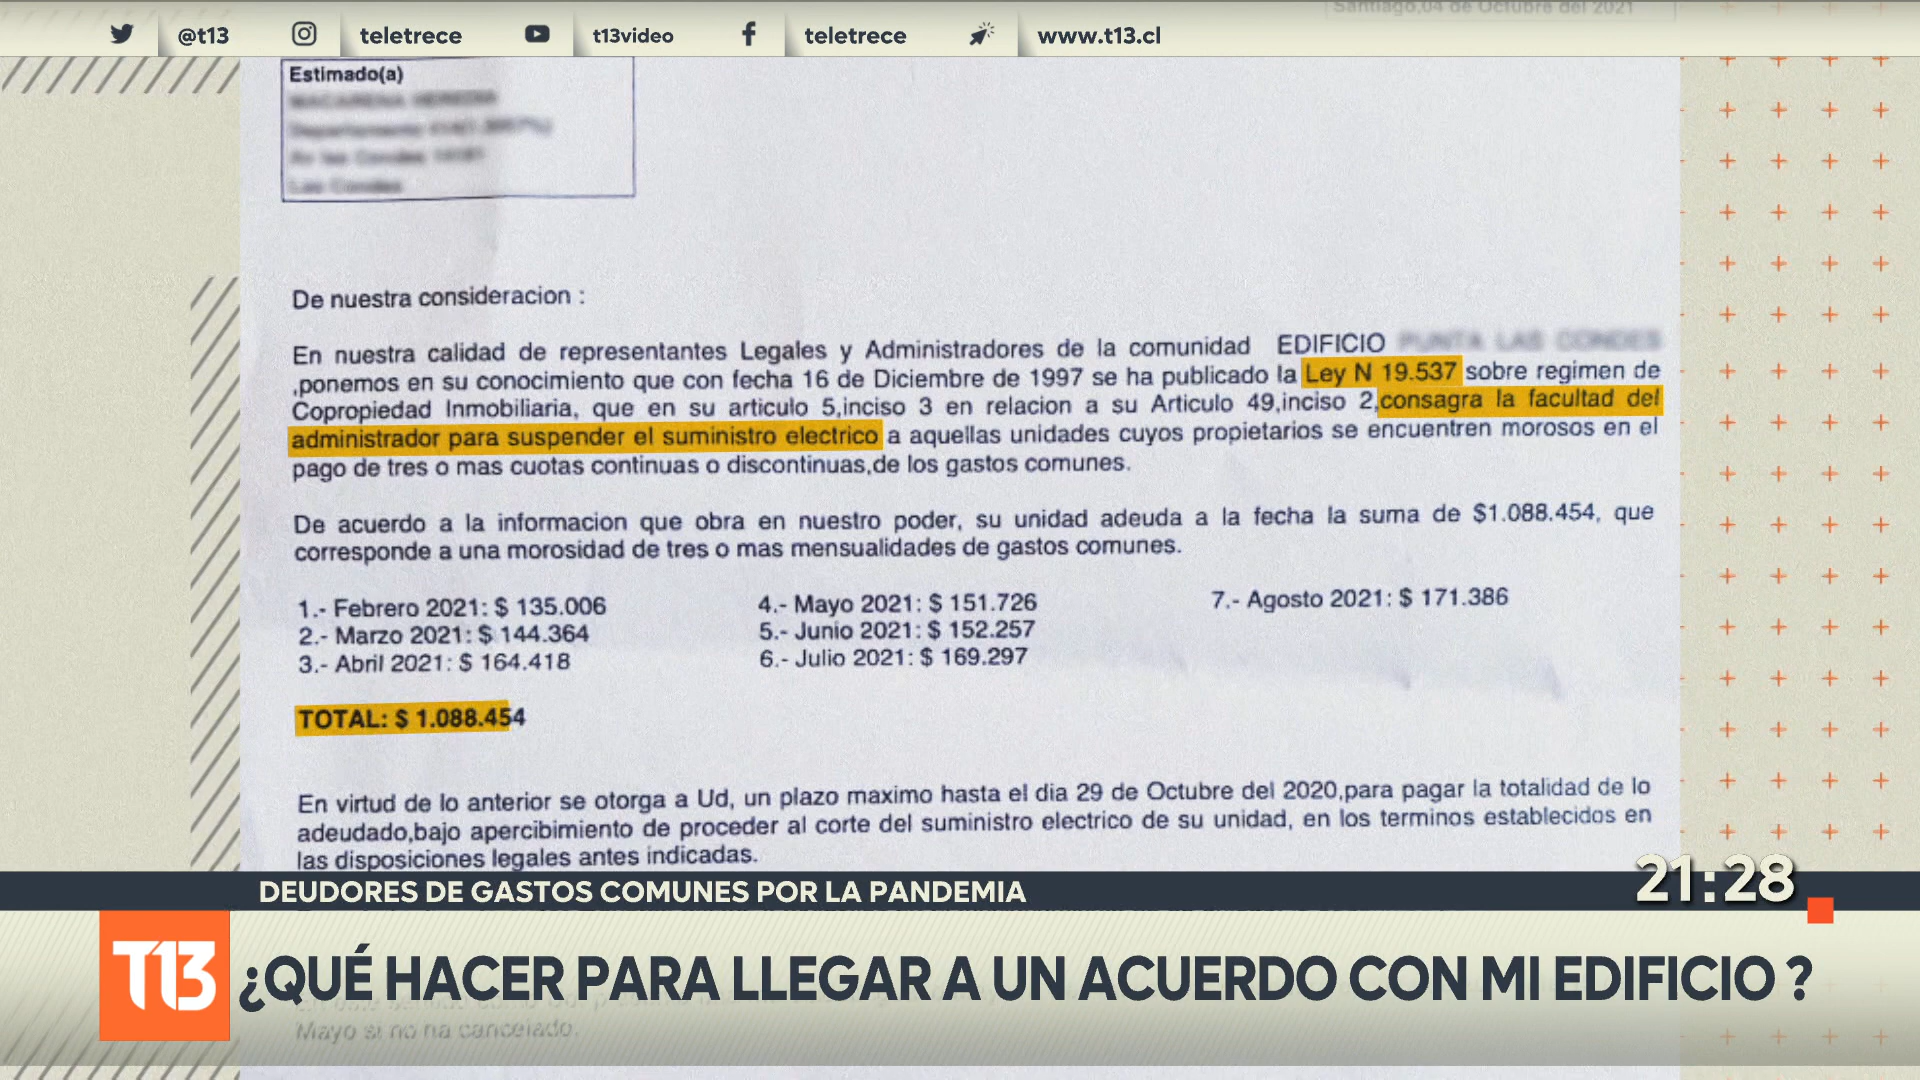 Santiago,04 de Octubre del 2021
@t13
teletrece
t13video
teletrece
www.t13.cl
Estimado(a)
De nuestra consideracion :
En nuestra calidad de representantes Legales y Administradores de la comunidad EDIFICIO PUNTA LAS CONDES
,ponemos en su conocimiento que con fecha 16 de Diciembre de 1997 se ha publicado la Ley N 19.537 sobre regimen de
Copropiedad Inmobiliaria, que en su articulo 5,inciso 3 en relacion a su Articulo 49,inciso 2,consagra la facultad del
administrador para suspender el suministro electrico a aquellas unidades cuyos propietarios se encuentren morosos en el
pago de tres o mas cuotas continuas o discontinuas,de los gastos comunes.
De acuerdo a la informacion que obra en nuestro poder, su unidad adeuda a la fecha la suma de $1.088.454, que
corresponde a una morosidad de tres o mas mensualidades de gastos comunes.
1.- Febrero 2021: $ 135.006
2.- Marzo 2021: $ 144.364
3.- Abril 2021: $ 164.418
4.- Mayo 2021: $ 151.726
5.- Junio 2021: $ 152.257
6.- Julio 2021: $ 169.297
7.- Agosto 2021: $ 171.386
TOTAL: $ 1.088.454
En virtud de lo anterior se otorga a Ud, un plazo maximo hasta el dia 29 de Octubre del 2020,para pagar la totalidad de lo
adeudado,bajo apercibimiento de proceder al corte del suministro electrico de su unidad, en los terminos establecidos en
las disposiciones legales antes indicadas.
DEUDORES DE GASTOS COMUNES POR LA PANDEMIA
21:28
T13
¿QUÉ HACER PARA LLEGAR A UN ACUERDO CON MI EDIFICIO ?
Mayo si no ha cancelado.